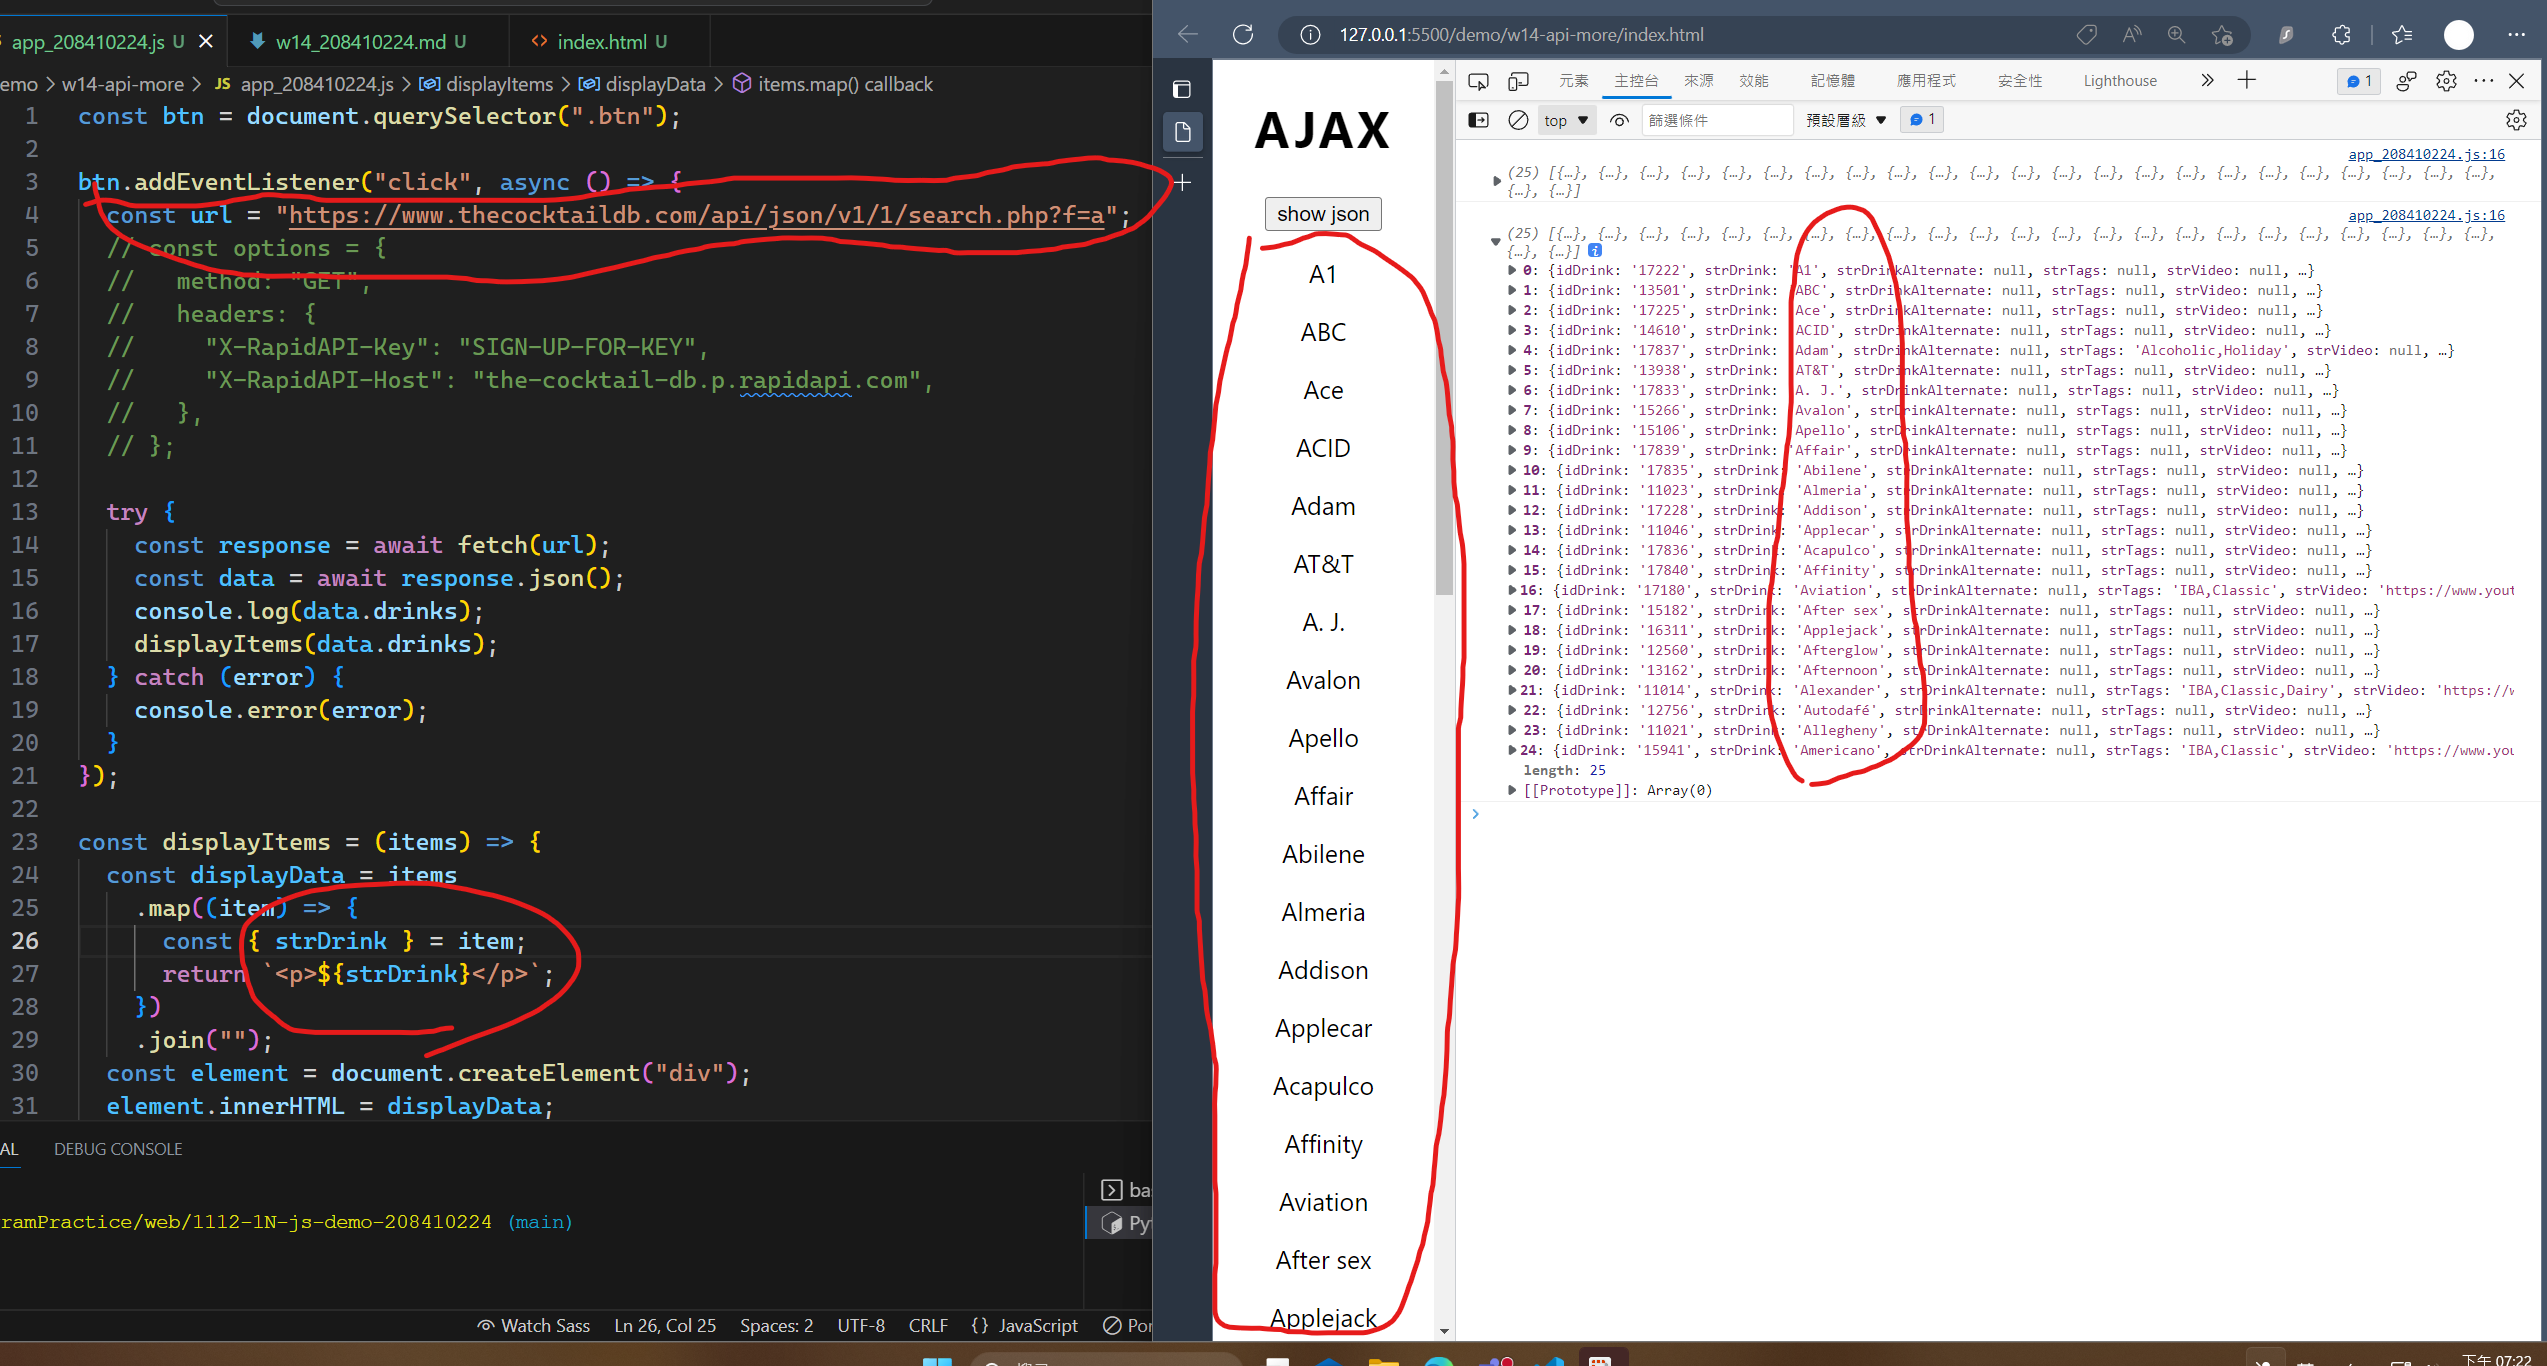 app_208410224.js U
w14_208410224.md U
index.html U
emo > w14-api-more > JS app_208410224.js > displayItems > displayData > items.map() callback
1 const btn = document.querySelector(".btn");
2
3 btn.addEventListener("click", async () => {
4 const url = "https://www.thecocktaildb.com/api/json/v1/1/search.php?f=a";
5 // const options = {
6 //   method: "GET",
7 //   headers: {
8 //     "X-RapidAPI-Key": "SIGN-UP-FOR-KEY",
9 //     "X-RapidAPI-Host": "the-cocktail-db.p.rapidapi.com",
10 //   },
11 // };
12
13 try {
14 const response = await fetch(url);
15 const data = await response.json();
16 console.log(data.drinks);
17 displayItems(data.drinks);
18 } catch (error) {
19 console.error(error);
20 }
21 });
22
23 const displayItems = (items) => {
24 const displayData = items
25 .map((item) => {
26 const { strDrink } = item;
27 return `<p>${strDrink}</p>`;
28 })
29 .join("");
30 const element = document.createElement("div");
31 element.innerHTML = displayData;
AL DEBUG CONSOLE
bas
Py
ramPractice/web/1112-1N-js-demo-208410224 (main)
Watch Sass Ln 26, Col 25 Spaces: 2 UTF-8 CRLF {} JavaScript Por
127.0.0.1:5500/demo/w14-api-more/index.html
AJAX
show json
A1
ABC
Ace
ACID
Adam
AT&T
A. J.
Avalon
Apello
Affair
Abilene
Almeria
Addison
Applecar
Acapulco
Affinity
Aviation
After sex
Applejack
元素 主控台 來源 效能 記憶體 應用程式 安全性 Lighthouse 1
top 篩選條件 預設層級 1
app_208410224.js:16
(25) [{…}, {…}, {…}, {…}, {…}, {…}, {…}, {…}, {…}, {…}, {…}, {…}, {…}, {…}, {…}, {…}, {…}, {…}, {…}, {…}, {…}, {…}, {…},
{…}, {…}]
app_208410224.js:16
(25) [{…}, {…}, {…}, {…}, {…}, {…}, {…}, {…}, {…}, {…}, {…}, {…}, {…}, {…}, {…}, {…}, {…}, {…}, {…}, {…}, {…}, {…}, {…},
{…}, {…}]
0: {idDrink: '17222', strDrink: 'A1', strDrinkAlternate: null, strTags: null, strVideo: null, …}
1: {idDrink: '13501', strDrink: 'ABC', strDrinkAlternate: null, strTags: null, strVideo: null, …}
2: {idDrink: '17225', strDrink: 'Ace', strDrinkAlternate: null, strTags: null, strVideo: null, …}
3: {idDrink: '14610', strDrink: 'ACID', strDrinkAlternate: null, strTags: null, strVideo: null, …}
4: {idDrink: '17837', strDrink: 'Adam', strDrinkAlternate: null, strTags: 'Alcoholic,Holiday', strVideo: null, …}
5: {idDrink: '13938', strDrink: 'AT&T', strDrinkAlternate: null, strTags: null, strVideo: null, …}
6: {idDrink: '17833', strDrink: 'A. J.', strDrinkAlternate: null, strTags: null, strVideo: null, …}
7: {idDrink: '15266', strDrink: 'Avalon', strDrinkAlternate: null, strTags: null, strVideo: null, …}
8: {idDrink: '15106', strDrink: 'Apello', strDrinkAlternate: null, strTags: null, strVideo: null, …}
9: {idDrink: '17839', strDrink: 'Affair', strDrinkAlternate: null, strTags: null, strVideo: null, …}
10: {idDrink: '17835', strDrink: 'Abilene', strDrinkAlternate: null, strTags: null, strVideo: null, …}
11: {idDrink: '11023', strDrink: 'Almeria', strDrinkAlternate: null, strTags: null, strVideo: null, …}
12: {idDrink: '17228', strDrink: 'Addison', strDrinkAlternate: null, strTags: null, strVideo: null, …}
13: {idDrink: '11046', strDrink: 'Applecar', strDrinkAlternate: null, strTags: null, strVideo: null, …}
14: {idDrink: '17836', strDrink: 'Acapulco', strDrinkAlternate: null, strTags: null, strVideo: null, …}
15: {idDrink: '17840', strDrink: 'Affinity', strDrinkAlternate: null, strTags: null, strVideo: null, …}
16: {idDrink: '17180', strDrink: 'Aviation', strDrinkAlternate: null, strTags: 'IBA,Classic', strVideo: 'https://www.yout
17: {idDrink: '15182', strDrink: 'After sex', strDrinkAlternate: null, strTags: null, strVideo: null, …}
18: {idDrink: '16311', strDrink: 'Applejack', strDrinkAlternate: null, strTags: null, strVideo: null, …}
19: {idDrink: '12560', strDrink: 'Afterglow', strDrinkAlternate: null, strTags: null, strVideo: null, …}
20: {idDrink: '13162', strDrink: 'Afternoon', strDrinkAlternate: null, strTags: null, strVideo: null, …}
21: {idDrink: '11014', strDrink: 'Alexander', strDrinkAlternate: null, strTags: 'IBA,Classic,Dairy', strVideo: 'https://w
22: {idDrink: '12756', strDrink: 'Autodafé', strDrinkAlternate: null, strTags: null, strVideo: null, …}
23: {idDrink: '11021', strDrink: 'Allegheny', strDrinkAlternate: null, strTags: null, strVideo: null, …}
24: {idDrink: '15941', strDrink: 'Americano', strDrinkAlternate: null, strTags: 'IBA,Classic', strVideo: 'https://www.you
length: 25
[[Prototype]]: Array(0)
下午 07:22